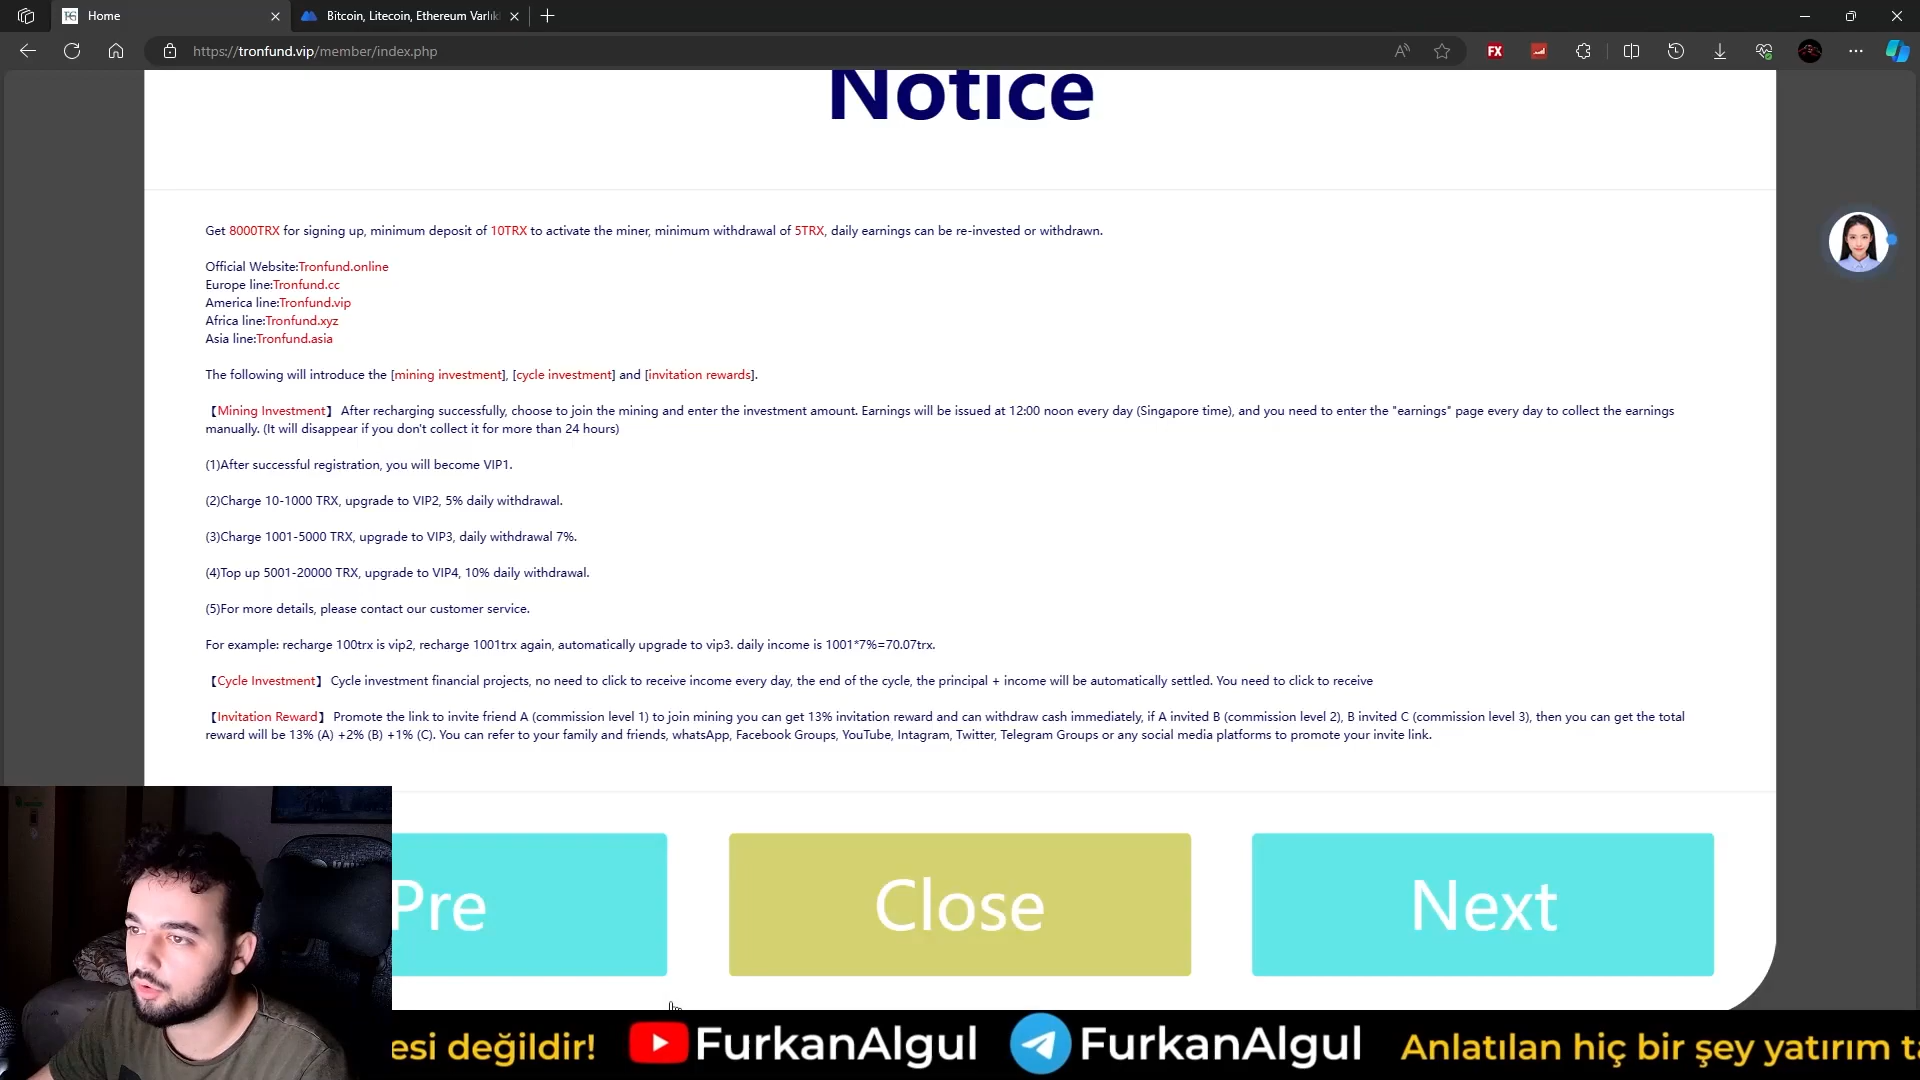 Home
Bitcoin, Litecoin, Ethereum Varlık
https://tronfund.vip/member/index.php
FX
Notice
Get 8000TRX for signing up, minimum deposit of 10TRX to activate the miner, minimum withdrawal of 5TRX, daily earnings can be re-invested or withdrawn.
Official Website:Tronfund.online
Europe line:Tronfund.cc
America line:Tronfund.vip
Africa line:Tronfund.xyz
Asia line:Tronfund.asia
The following will introduce the [mining investment], [cycle investment] and [invitation rewards].
【Mining Investment】 After recharging successfully, choose to join the mining and enter the investment amount. Earnings will be issued at 12:00 noon every day (Singapore time), and you need to enter the "earnings" page every day to collect the earnings
manually. (It will disappear if you don't collect it for more than 24 hours)
(1)After successful registration, you will become VIP1.
(2)Charge 10-1000 TRX, upgrade to VIP2, 5% daily withdrawal.
(3)Charge 1001-5000 TRX, upgrade to VIP3, daily withdrawal 7%.
(4)Top up 5001-20000 TRX, upgrade to VIP4, 10% daily withdrawal.
(5)For more details, please contact our customer service.
For example: recharge 100trx is vip2, recharge 1001trx again, automatically upgrade to vip3. daily income is 1001*7%=70.07trx.
【Cycle Investment】 Cycle investment financial projects, no need to click to receive income every day, the end of the cycle, the principal + income will be automatically settled. You need to click to receive
【Invitation Reward】 Promote the link to invite friend A (commission level 1) to join mining you can get 13% invitation reward and can withdraw cash immediately, if A invited B (commission level 2), B invited C (commission level 3), then you can get the total
reward will be 13% (A) +2% (B) +1% (C). You can refer to your family and friends, whatsApp, Facebook Groups, YouTube, Intagram, Twitter, Telegram Groups or any social media platforms to promote your invite link.
Pre
Close
Next
esi değildir! FurkanAlgul FurkanAlgul Anlatılan hiç bir şey yatırım ta